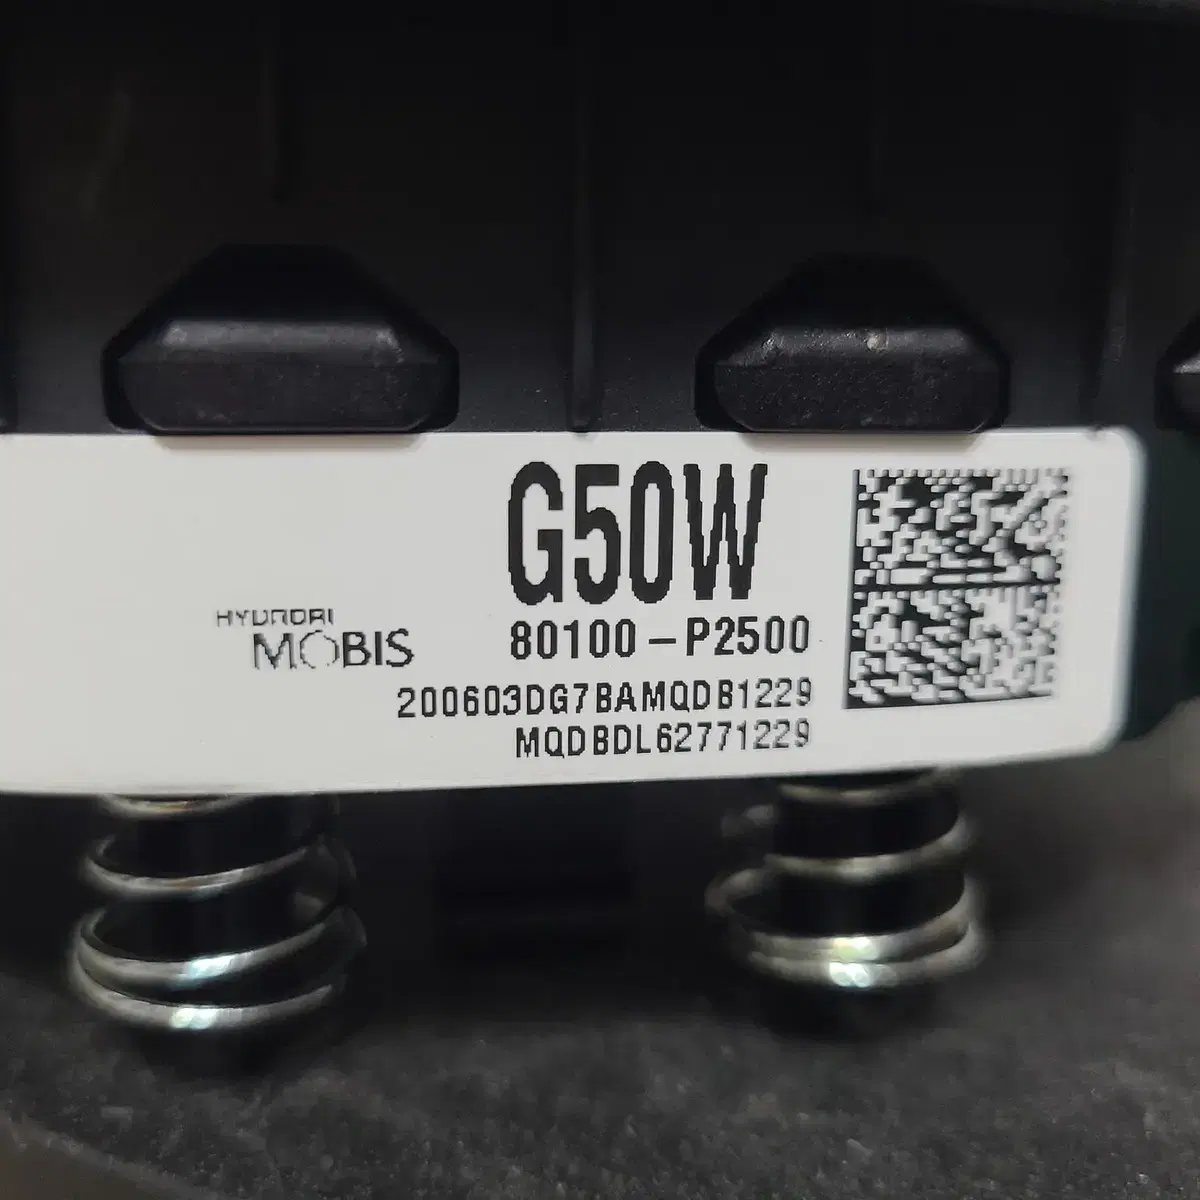 G50W
HYUNDAI
MOBIS
80100-P2500
200603DG7BAMQDB1229
MQDBDL62771229